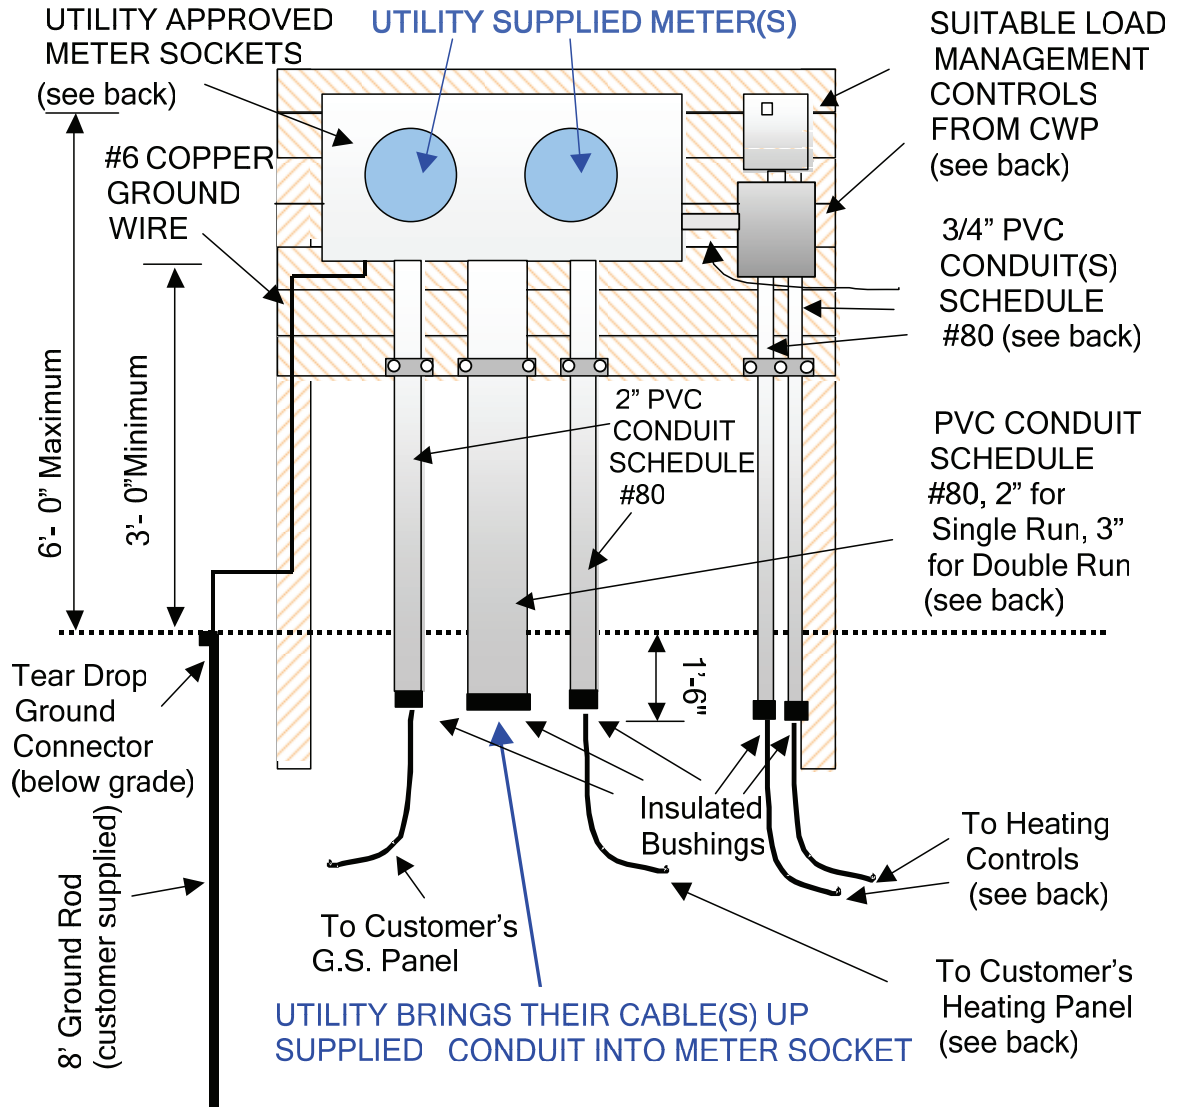 UTILITY APPROVED
METER SOCKETS
(see back)
UTILITY SUPPLIED METER(S)
SUITABLE LOAD
MANAGEMENT
CONTROLS
FROM CWP
(see back)
#6 COPPER
GROUND
WIRE
3/4” PVC
CONDUIT(S)
SCHEDULE
#80 (see back)
6’- 0” Maximum
3’- 0”Minimum
2” PVC
CONDUIT
SCHEDULE
#80
PVC CONDUIT
SCHEDULE
#80, 2” for
Single Run, 3”
for Double Run
(see back)
1’-6"
Tear Drop
Ground
Connector
(below grade)
8’ Ground Rod
(customer supplied)
Insulated
Bushings
To Heating
Controls
(see back)
To Customer’s
G.S. Panel
To Customer’s
Heating Panel
(see back)
UTILITY BRINGS THEIR CABLE(S) UP
SUPPLIED CONDUIT INTO METER SOCKET